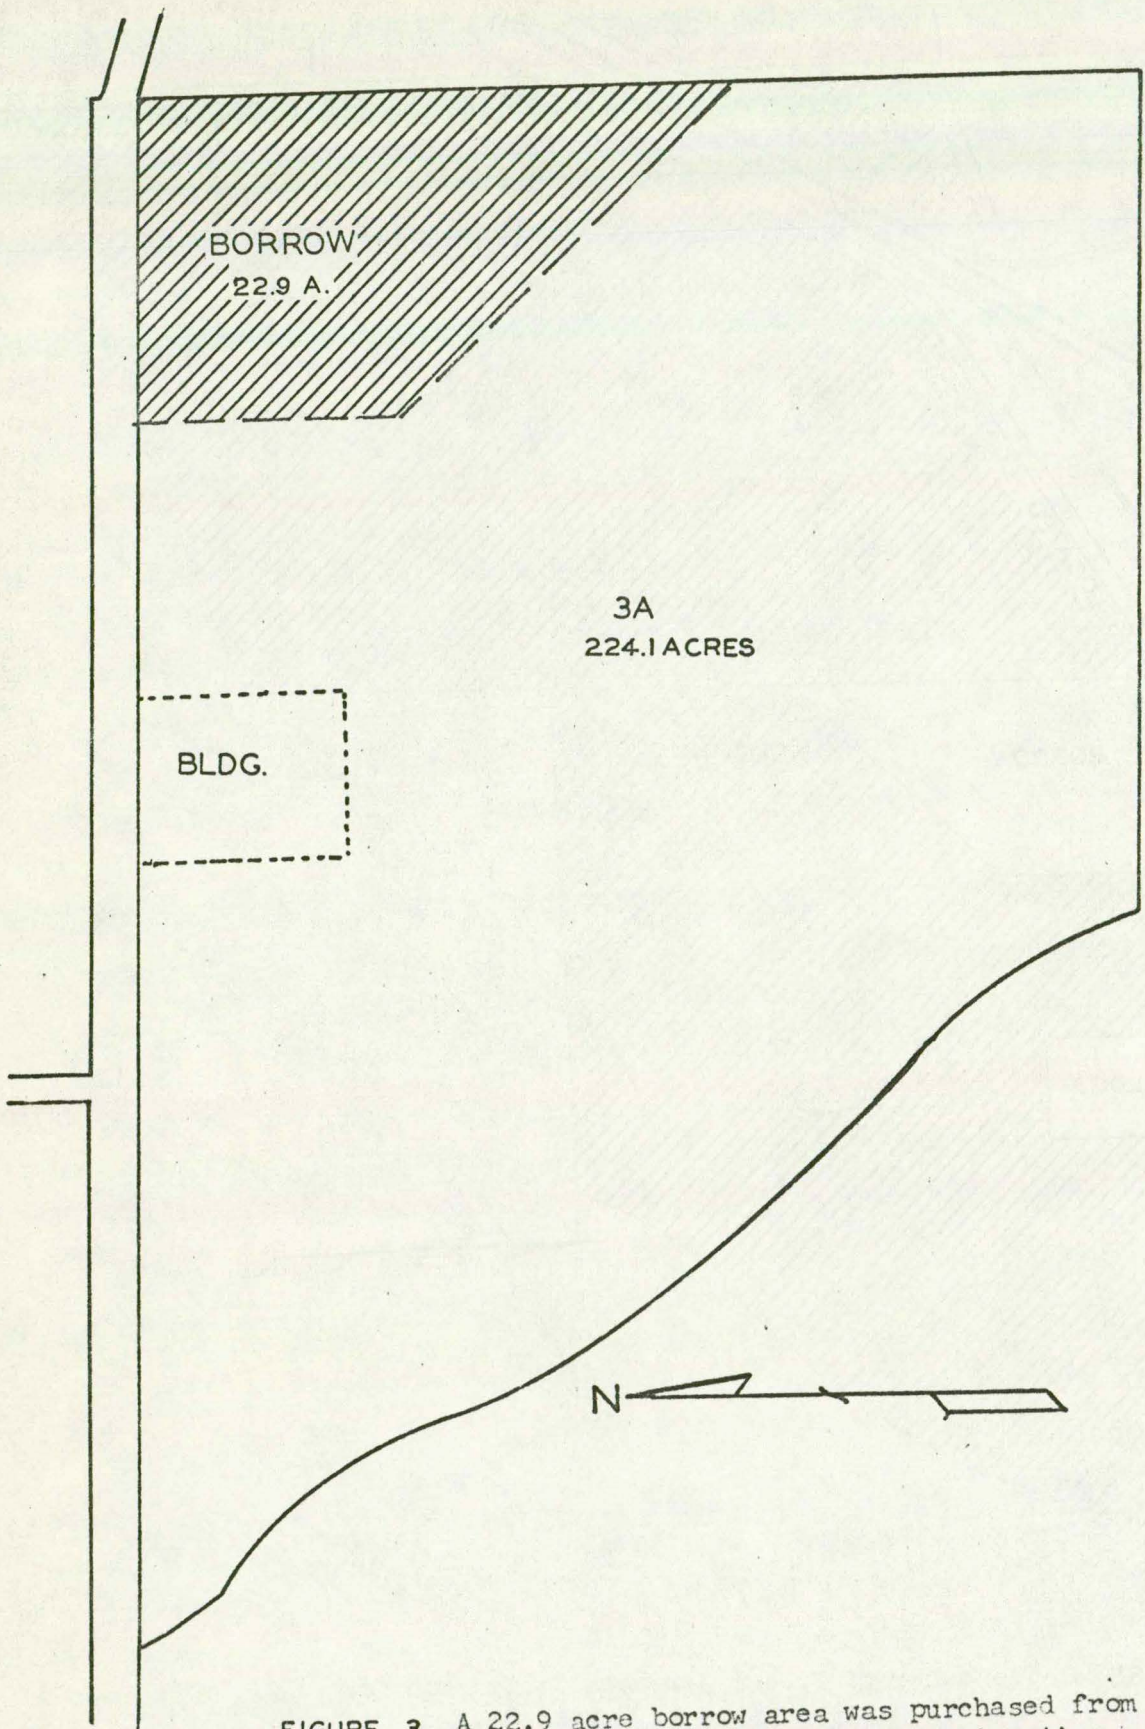 BORROW
22.9 A.
3A
224.1 ACRES
BLDG.
N
FIGURE 3 A 22.9 acre borrow area was purchased from